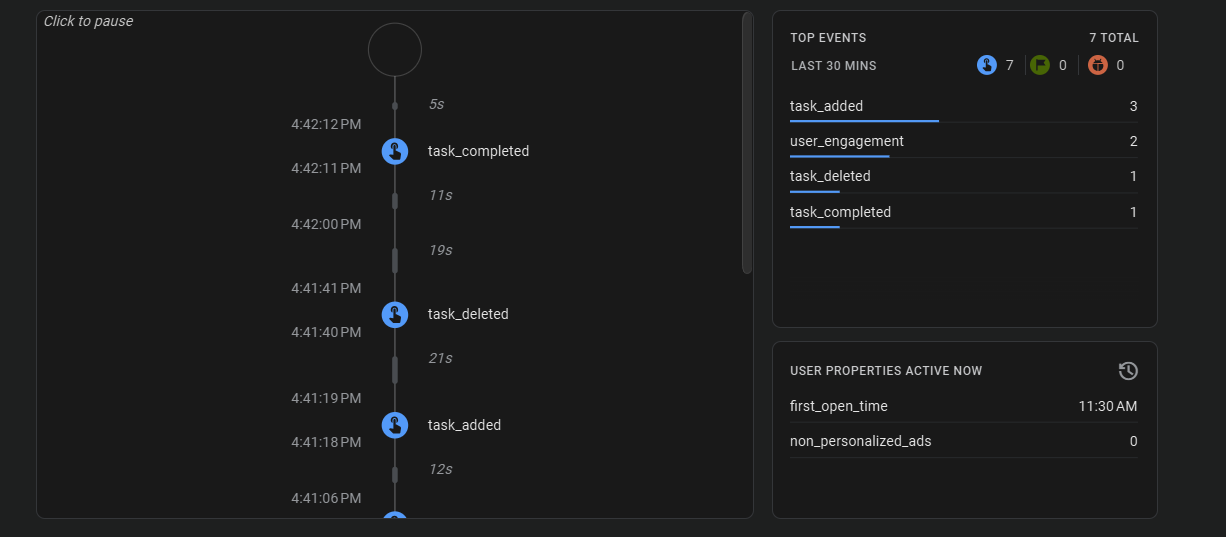 Click to pause
5s
4:42:12 PM
task_completed
4:42:11 PM
11s
4:42:00 PM
19s
4:41:41 PM
task_deleted
4:41:40 PM
21s
4:41:19 PM
task_added
4:41:18 PM
12s
4:41:06 PM
TOP EVENTS 7 TOTAL
LAST 30 MINS 7 0 0
task_added 3
user_engagement 2
task_deleted 1
task_completed 1
USER PROPERTIES ACTIVE NOW
first_open_time 11:30 AM
non_personalized_ads 0